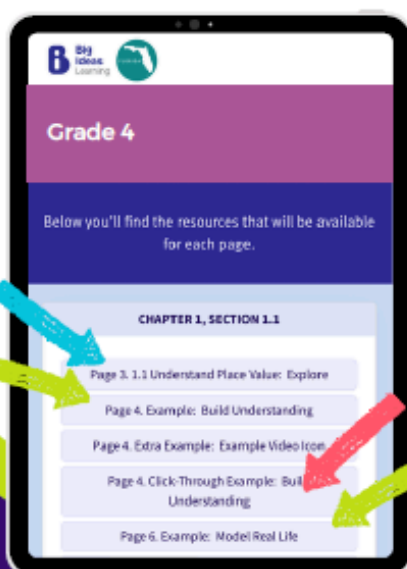 Big
Ideas
Learning
Grade 4
Below you'll find the resources that will be available
for each page.
CHAPTER 1, SECTION 1.1
Page 3. 1.1 Understand Place Value: Explore
Page 4. Example: Build Understanding
Page 4. Extra Example: Example Video Icon
Page 4. Click-Through Example: Buil
Understanding
Page 6. Example: Model Real Life